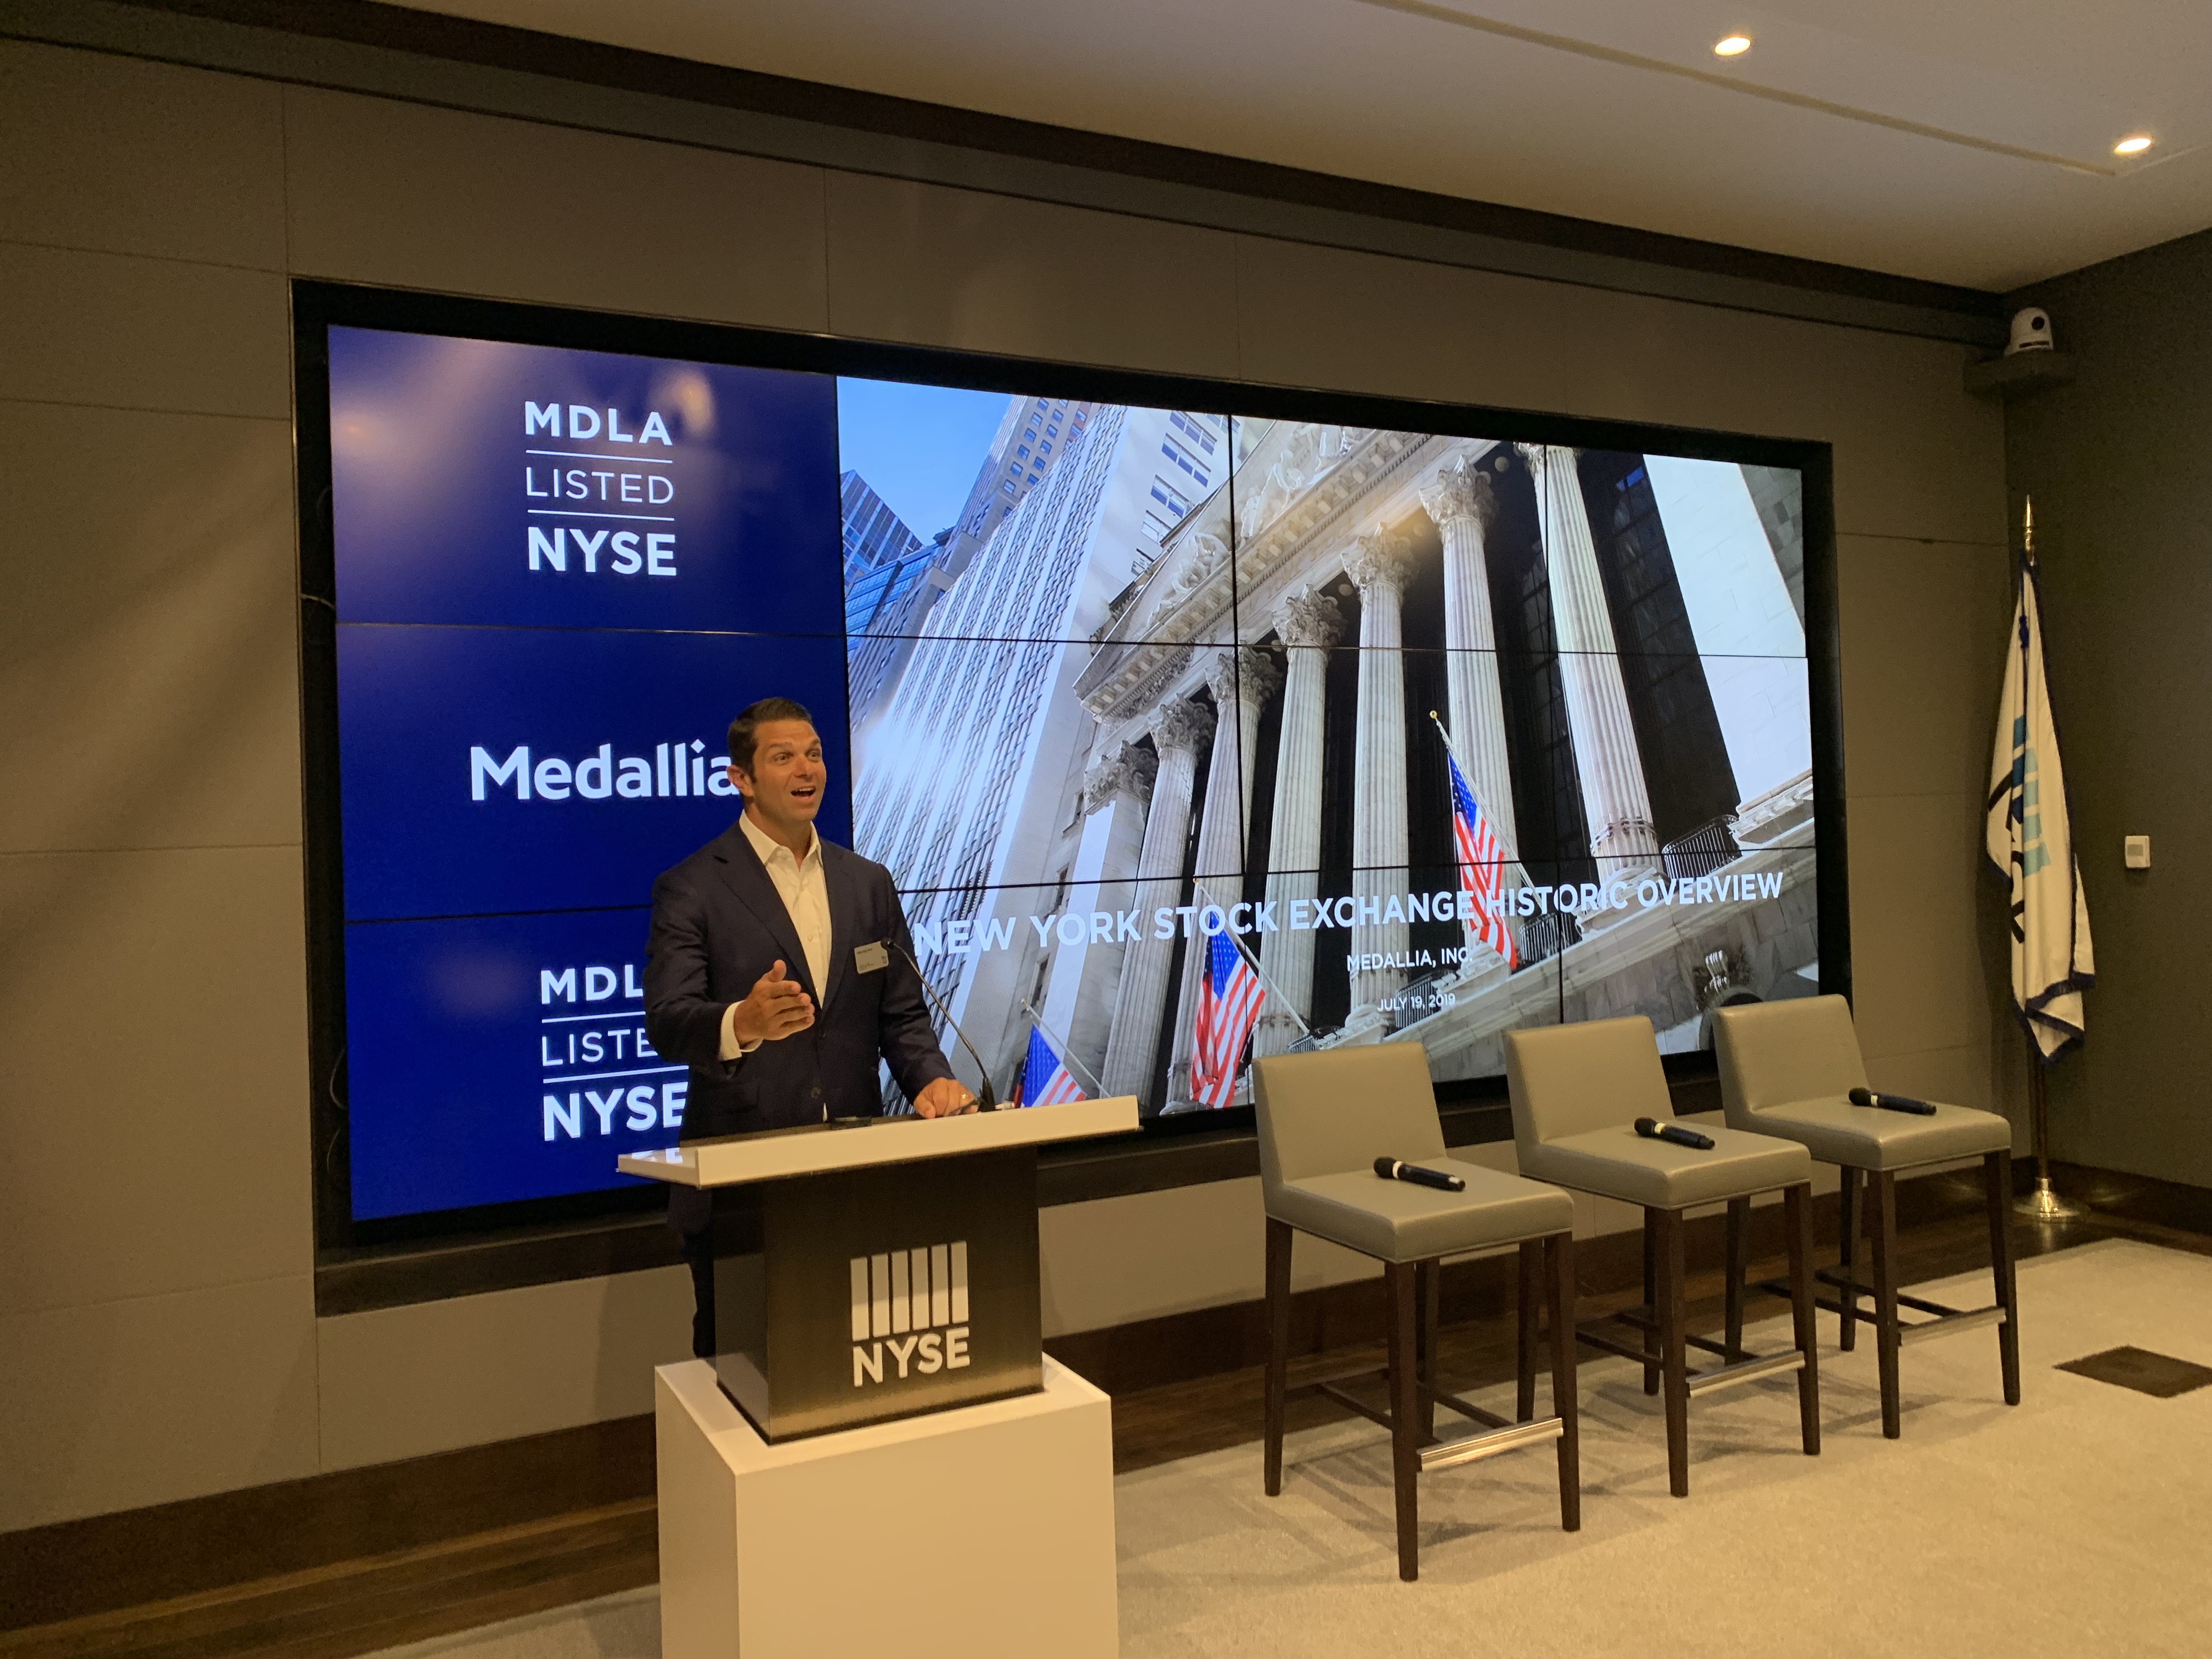 MDLA
LISTED
NYSE
Medallia
MDL
LISTE
NYSE
NEW YORK STOCK EXCHANGE HISTORIC OVERVIEW
MEDALLIA, INC.
JULY 19, 2019
NYSE